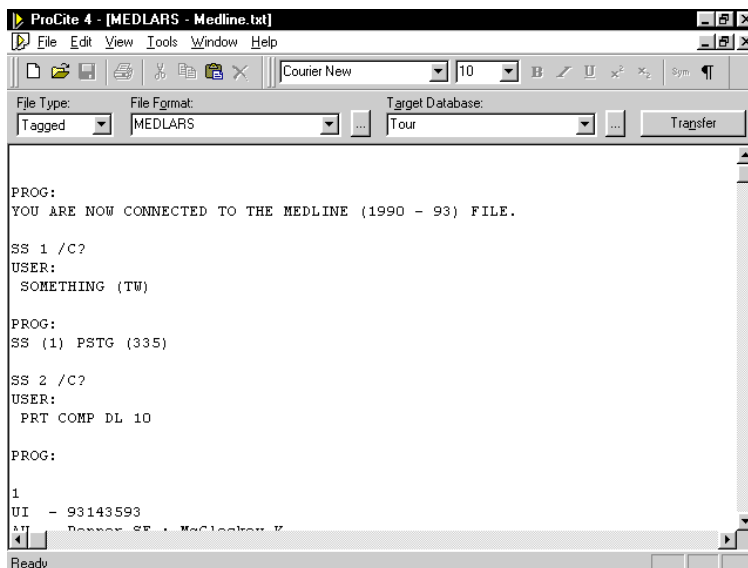 ProCite 4 - [MEDLARS - Medline.txt]
File Edit View Tools Window Help
Courier New 10 B I U x² x₂ Sym ¶
File Type: File Format: Target Database:
Tagged MEDLARS ... Tour ... Transfer
PROG:
YOU ARE NOW CONNECTED TO THE MEDLINE (1990 - 93) FILE.
SS 1 /C?
USER:
SOMETHING (TW)
PROG:
SS (1) PSTG (335)
SS 2 /C?
USER:
PRT COMP DL 10
PROG:
1
UI - 93143593
Ready